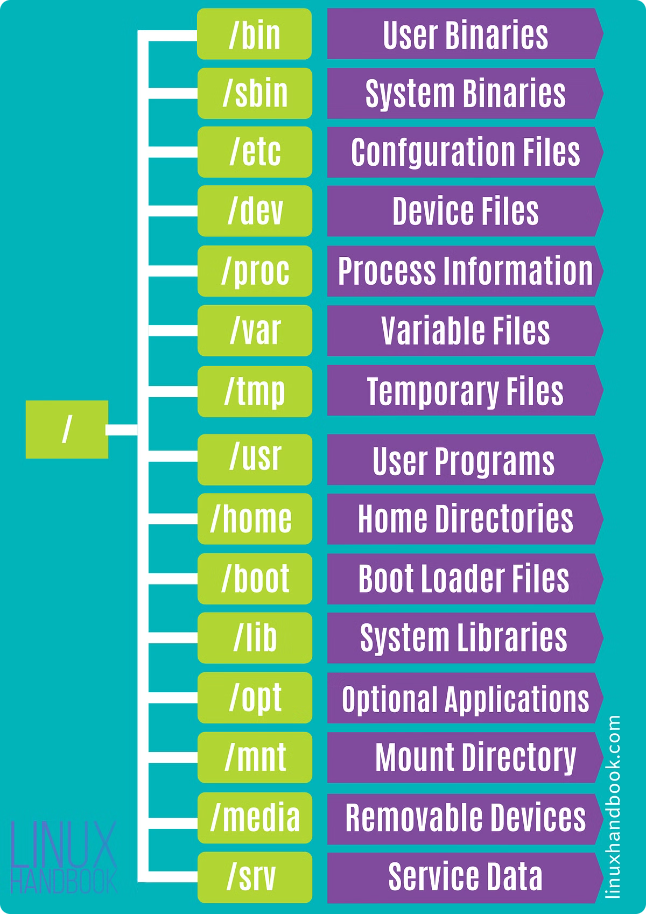 /bin User Binaries
/sbin System Binaries
/etc Confguration Files
/dev Device Files
/proc Process Information
/var Variable Files
/tmp Temporary Files
/
/usr User Programs
/home Home Directories
/boot Boot Loader Files
/lib System Libraries
/opt Optional Applications
/mnt Mount Directory
/media Removable Devices
/srv Service Data
LINUX
HANDBOOK
linuxhandbook.com